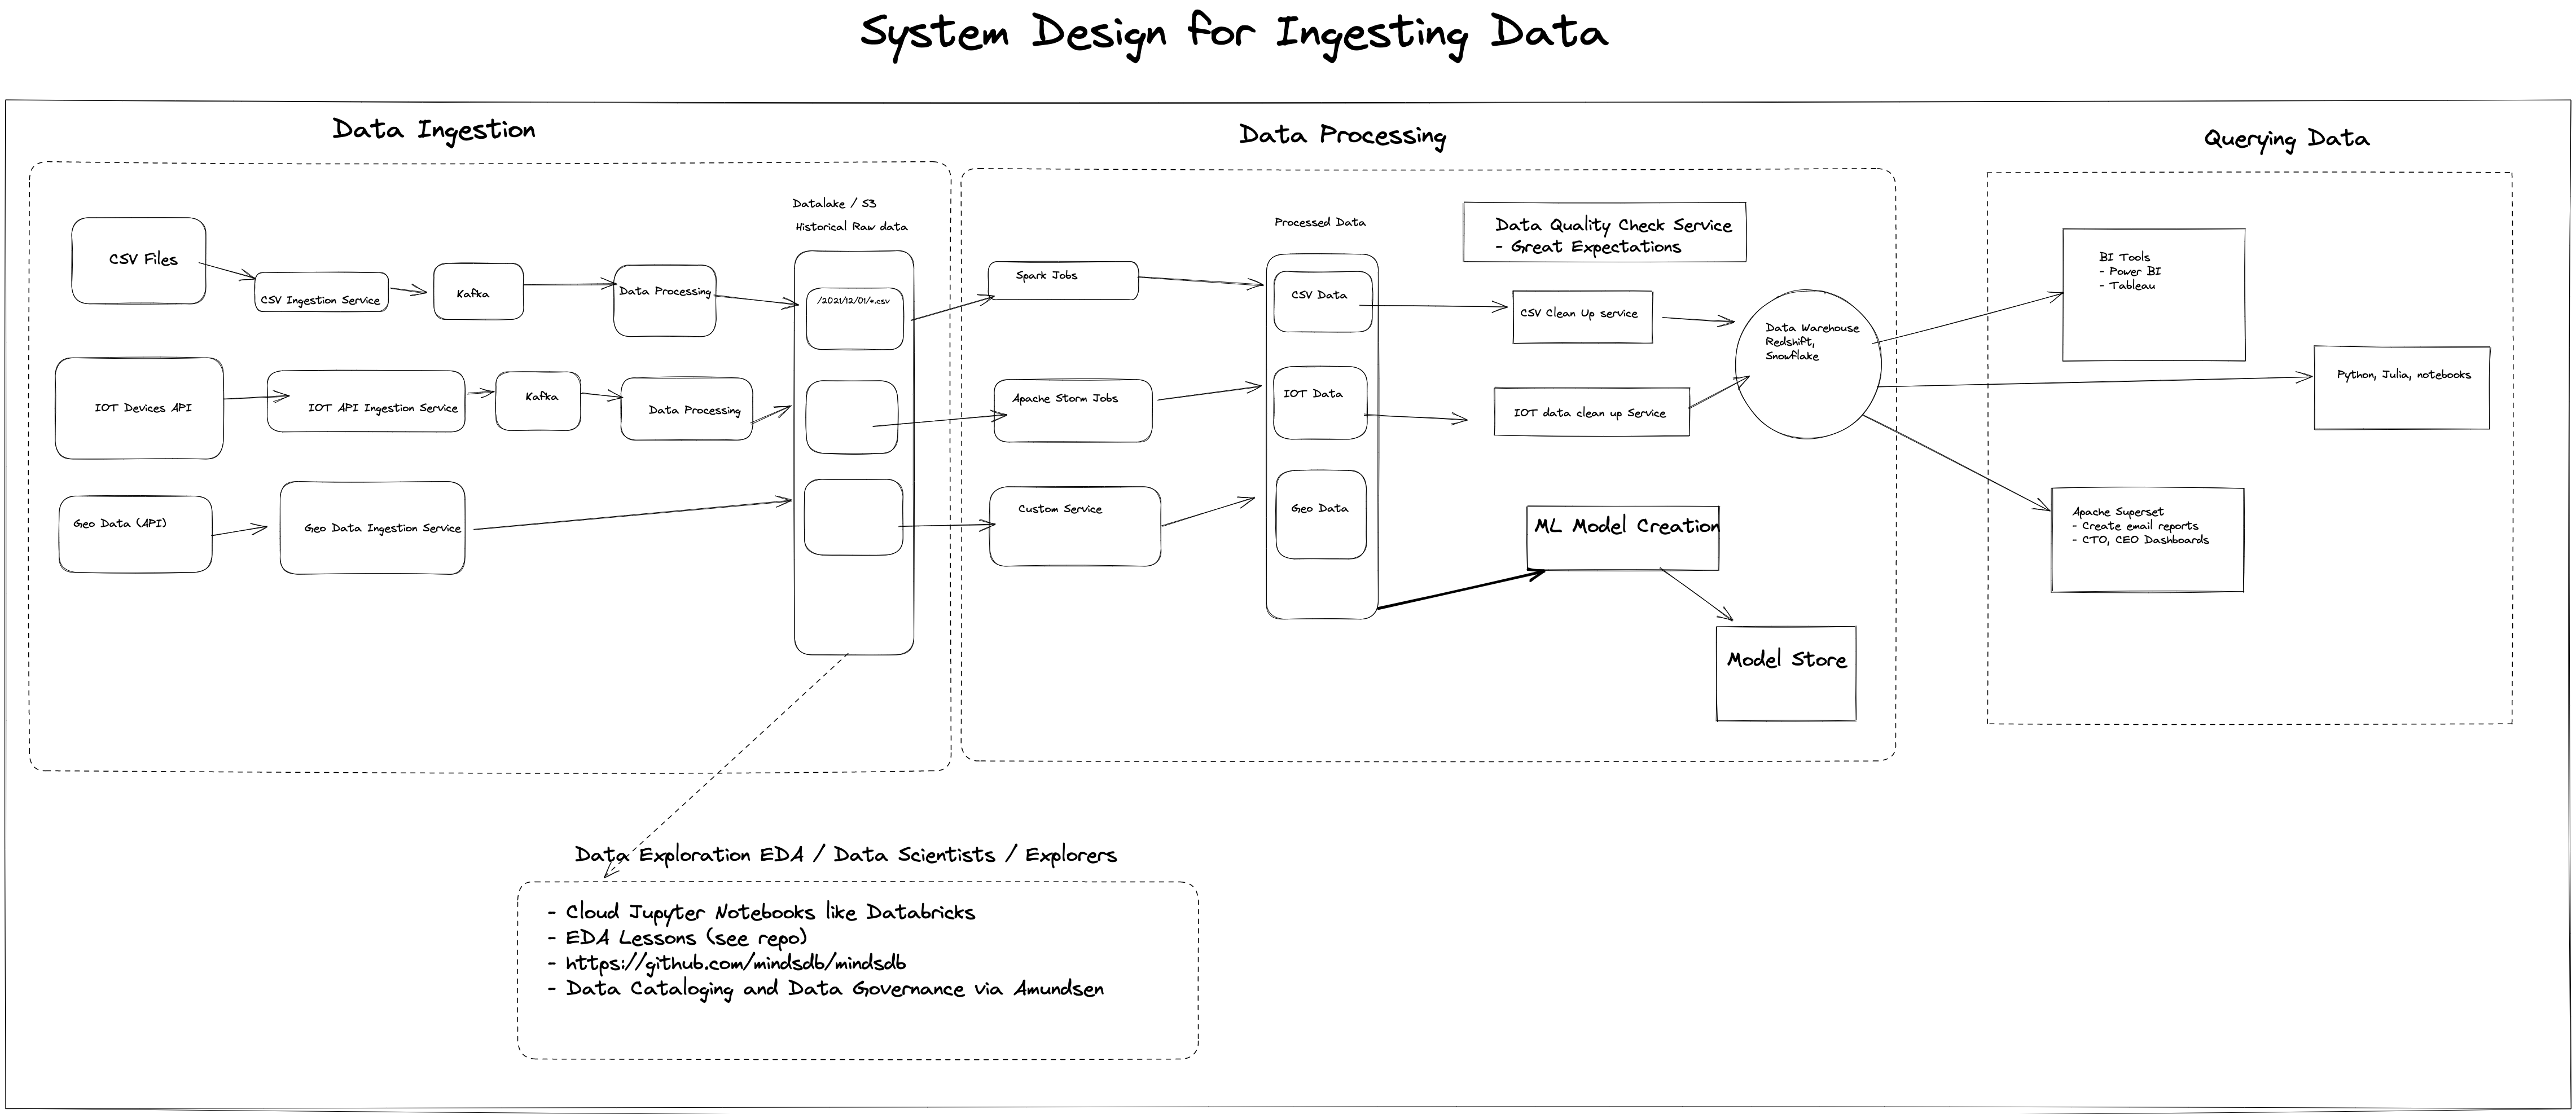 System Design for Ingesting Data
Data Ingestion
CSV Files
CSV Ingestion Service
Kafka
Data Processing
IOT Devices API
IOT API Ingestion Service
Kafka
Data Processing
Geo Data (API)
Geo Data Ingestion Service
Datalake / S3
Historical Raw data
/2021/12/01/*.csv
Data Processing
Spark Jobs
Apache Storm Jobs
Custom Service
Processed Data
CSV Data
IOT Data
Geo Data
Data Quality Check Service
- Great Expectations
CSV Clean Up service
IOT data clean up Service
Data Warehouse
Redshift,
Snowflake
ML Model Creation
Model Store
Querying Data
BI Tools
- Power BI
- Tableau
Python, Julia, notebooks
Apache Superset
- Create email reports
- CTO, CEO Dashboards
Data Exploration EDA / Data Scientists / Explorers
- Cloud Jupyter Notebooks like Databricks
- EDA Lessons (see repo)
- https://github.com/mindsdb/mindsdb
- Data Cataloging and Data Governance via Amundsen